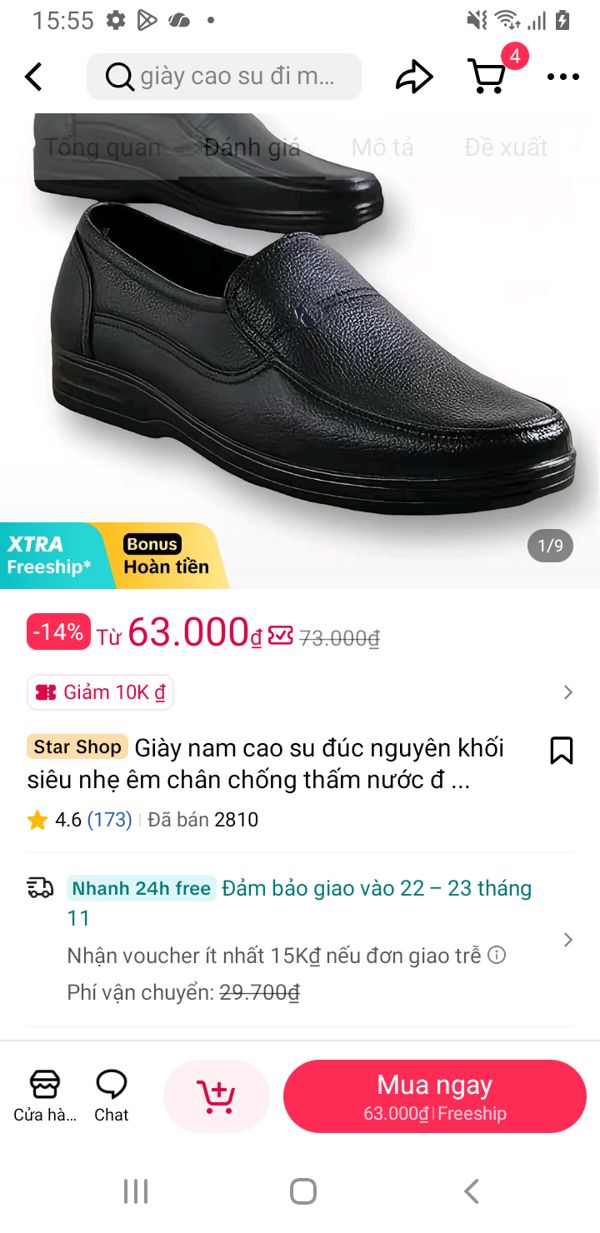 15:55
4
giày cao su đi m...
Tổng quan Đánh giá Mô tả Đề xuất
XTRA
Freeship*
Bonus
Hoàn tiền
1/9
-14% Từ 63.000₫ 73.000₫
Giảm 10K ₫
Star Shop Giày nam cao su đúc nguyên khối
siêu nhẹ êm chân chống thấm nước đ ...
4.6 (173) Đã bán 2810
Nhanh 24h free Đảm bảo giao vào 22 – 23 tháng
11
Nhận voucher ít nhất 15K₫ nếu đơn giao trễ
Phí vận chuyển: 29.700₫
Cửa hà... Chat
Mua ngay
63.000₫ | Freeship